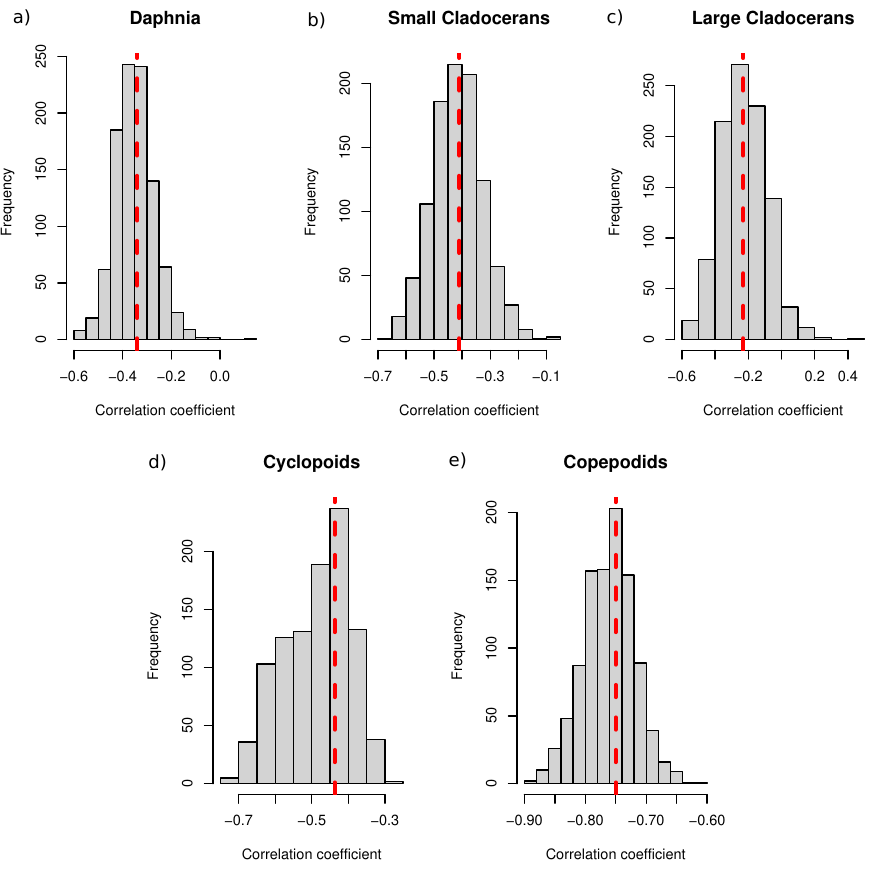 a) Daphnia
Frequency
0 50 100 150 200 250
−0.6 −0.4 −0.2 0.0
Correlation coefficient
b) Small Cladocerans
Frequency
0 50 100 150 200
−0.7 −0.5 −0.3 −0.1
Correlation coefficient
c) Large Cladocerans
Frequency
0 50 100 150 200 250
−0.6 −0.2 0.2 0.4
Correlation coefficient
d) Cyclopoids
Frequency
0 50 100 150 200
−0.7 −0.5 −0.3
Correlation coefficient
e) Copepodids
Frequency
0 50 100 150 200
−0.90 −0.80 −0.70 −0.60
Correlation coefficient